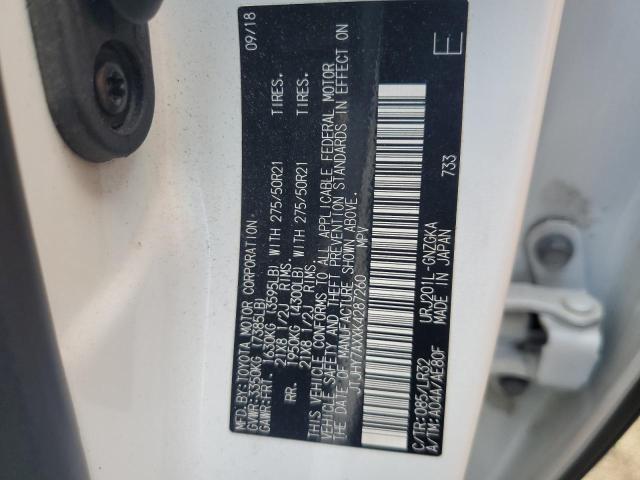 MFD.BY:TOYOTA MOTOR CORPORATION 09/18
GVWR:3350KG (7385LB)
GAWR:FRT. 1630KG (3595LB) WITH 275/50R21 TIRES.
21X8 1/2J RIMS.
RR. 1950KG (4300LB) WITH 275/50R21 TIRES.
21X8 1/2J RIMS.
THIS VEHICLE CONFORMS TO ALL APPLICABLE FEDERAL MOTOR
VEHICLE SAFETY AND THEFT PREVENTION STANDARDS IN EFFECT ON
THE DATE OF MANUFACTURE SHOWN ABOVE.
JTJHY7AXXK4287260 MPV
E
C/TR:085/LR32 URJ201L-GNZGKA
A/TM:A04A/AE80F MADE IN JAPAN 733